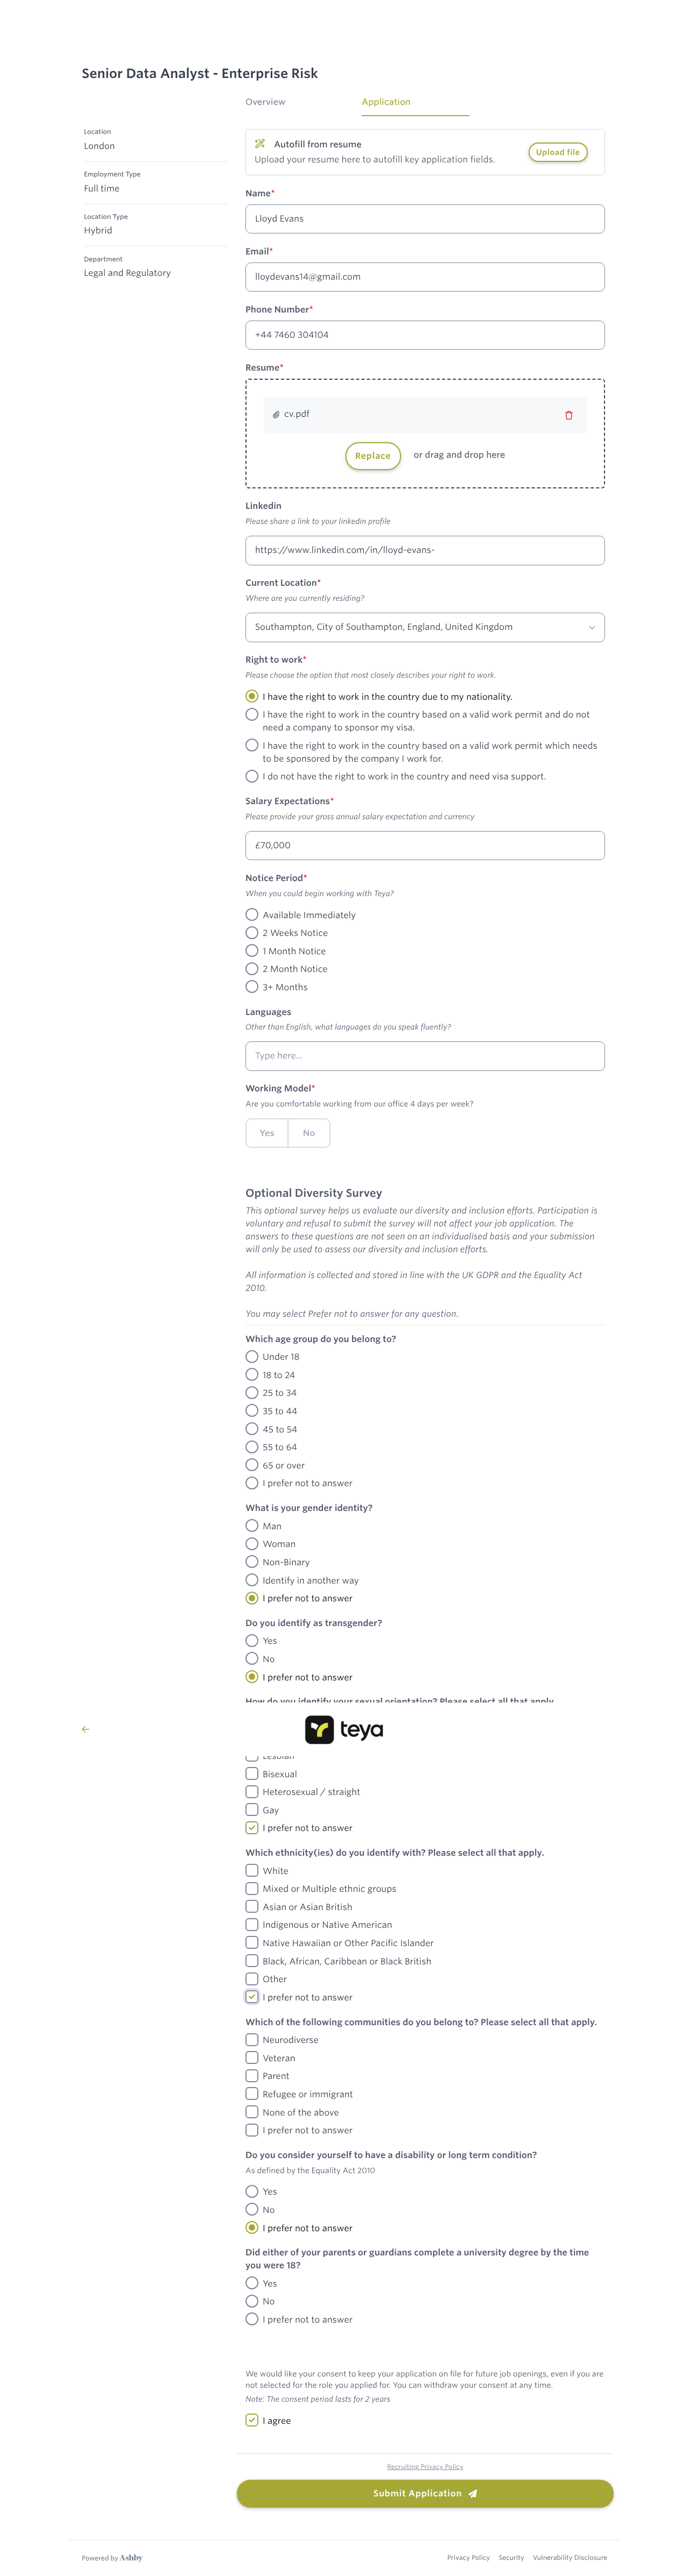 Senior Data Analyst - Enterprise Risk
Overview
Application
Location
London
Employment Type
Full time
Location Type
Hybrid
Department
Legal and Regulatory
Autofill from resume
Upload your resume here to autofill key application fields.
Upload file
Name*
Lloyd Evans
Email*
lloydevans14@gmail.com
Phone Number*
+44 7460 304104
Resume*
cv.pdf
Replace
or drag and drop here
Linkedin
Please share a link to your linkedin profile
https://www.linkedin.com/in/lloyd-evans-
Current Location*
Where are you currently residing?
Southampton, City of Southampton, England, United Kingdom
Right to work*
Please choose the option that most closely describes your right to work.
I have the right to work in the country due to my nationality.
I have the right to work in the country based on a valid work permit and do not
need a company to sponsor my visa.
I have the right to work in the country based on a valid work permit which needs
to be sponsored by the company I work for.
I do not have the right to work in the country and need visa support.
Salary Expectations*
Please provide your gross annual salary expectation and currency
£70,000
Notice Period*
When you could begin working with Teya?
Available Immediately
2 Weeks Notice
1 Month Notice
2 Month Notice
3+ Months
Languages
Other than English, what languages do you speak fluently?
Type here...
Working Model*
Are you comfortable working from our office 4 days per week?
Yes
No
Optional Diversity Survey
This optional survey helps us evaluate our diversity and inclusion efforts. Participation is
voluntary and refusal to submit the survey will not affect your job application. The
answers to these questions are not seen on an individualised basis and your submission
will only be used to assess our diversity and inclusion efforts.
All information is collected and stored in line with the UK GDPR and the Equality Act
2010.
You may select Prefer not to answer for any question.
Which age group do you belong to?
Under 18
18 to 24
25 to 34
35 to 44
45 to 54
55 to 64
65 or over
I prefer not to answer
What is your gender identity?
Man
Woman
Non-Binary
Identify in another way
I prefer not to answer
Do you identify as transgender?
Yes
No
I prefer not to answer
How do you identify your sexual orientation? Please select all that apply.
teya
Lesbian
Bisexual
Heterosexual / straight
Gay
I prefer not to answer
Which ethnicity(ies) do you identify with? Please select all that apply.
White
Mixed or Multiple ethnic groups
Asian or Asian British
Indigenous or Native American
Native Hawaiian or Other Pacific Islander
Black, African, Caribbean or Black British
Other
I prefer not to answer
Which of the following communities do you belong to? Please select all that apply.
Neurodiverse
Veteran
Parent
Refugee or immigrant
None of the above
I prefer not to answer
Do you consider yourself to have a disability or long term condition?
As defined by the Equality Act 2010
Yes
No
I prefer not to answer
Did either of your parents or guardians complete a university degree by the time
you were 18?
Yes
No
I prefer not to answer
We would like your consent to keep your application on file for future job openings, even if you are
not selected for the role you applied for. You can withdraw your consent at any time.
Note: The consent period lasts for 2 years
I agree
Recruiting Privacy Policy
Submit Application
Powered by Ashby
Privacy Policy
Security
Vulnerability Disclosure